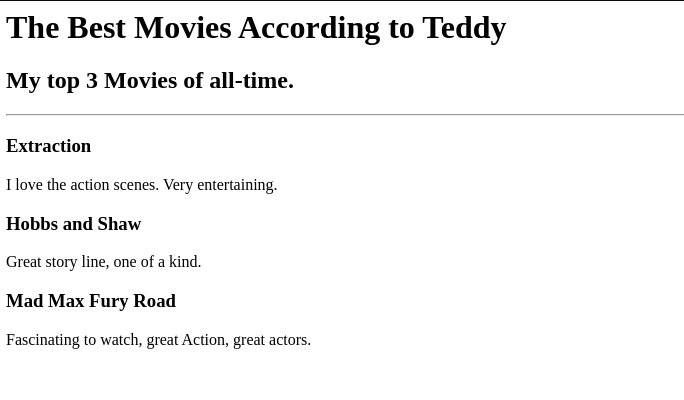 The Best Movies According to Teddy
My top 3 Movies of all-time.
Extraction
I love the action scenes. Very entertaining.
Hobbs and Shaw
Great story line, one of a kind.
Mad Max Fury Road
Fascinating to watch, great Action, great actors.